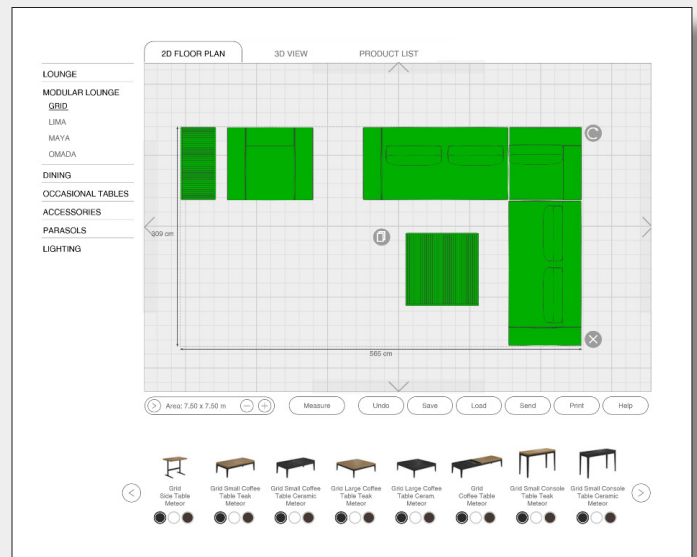 2D FLOOR PLAN
3D VIEW
PRODUCT LIST
LOUNGE
MODULAR LOUNGE
GRID
LIMA
MAYA
OMADA
DINING
OCCASIONAL TABLES
ACCESSORIES
PARASOLS
LIGHTING
309 cm
565 cm
Area: 7.50 x 7.50 m
Measure
Undo
Save
Load
Send
Print
Help
Grid
Side Table
Meteor
Grid Small Coffee
Table Teak
Meteor
Grid Small Coffee
Table Ceramic
Meteor
Grid Large Coffee
Table Teak
Meteor
Grid Large Coffee
Table Ceram.
Meteor
Grid
Coffee Table
Meteor
Grid Small Console
Table Teak
Meteor
Grid Small Console
Table Ceramic
Meteor